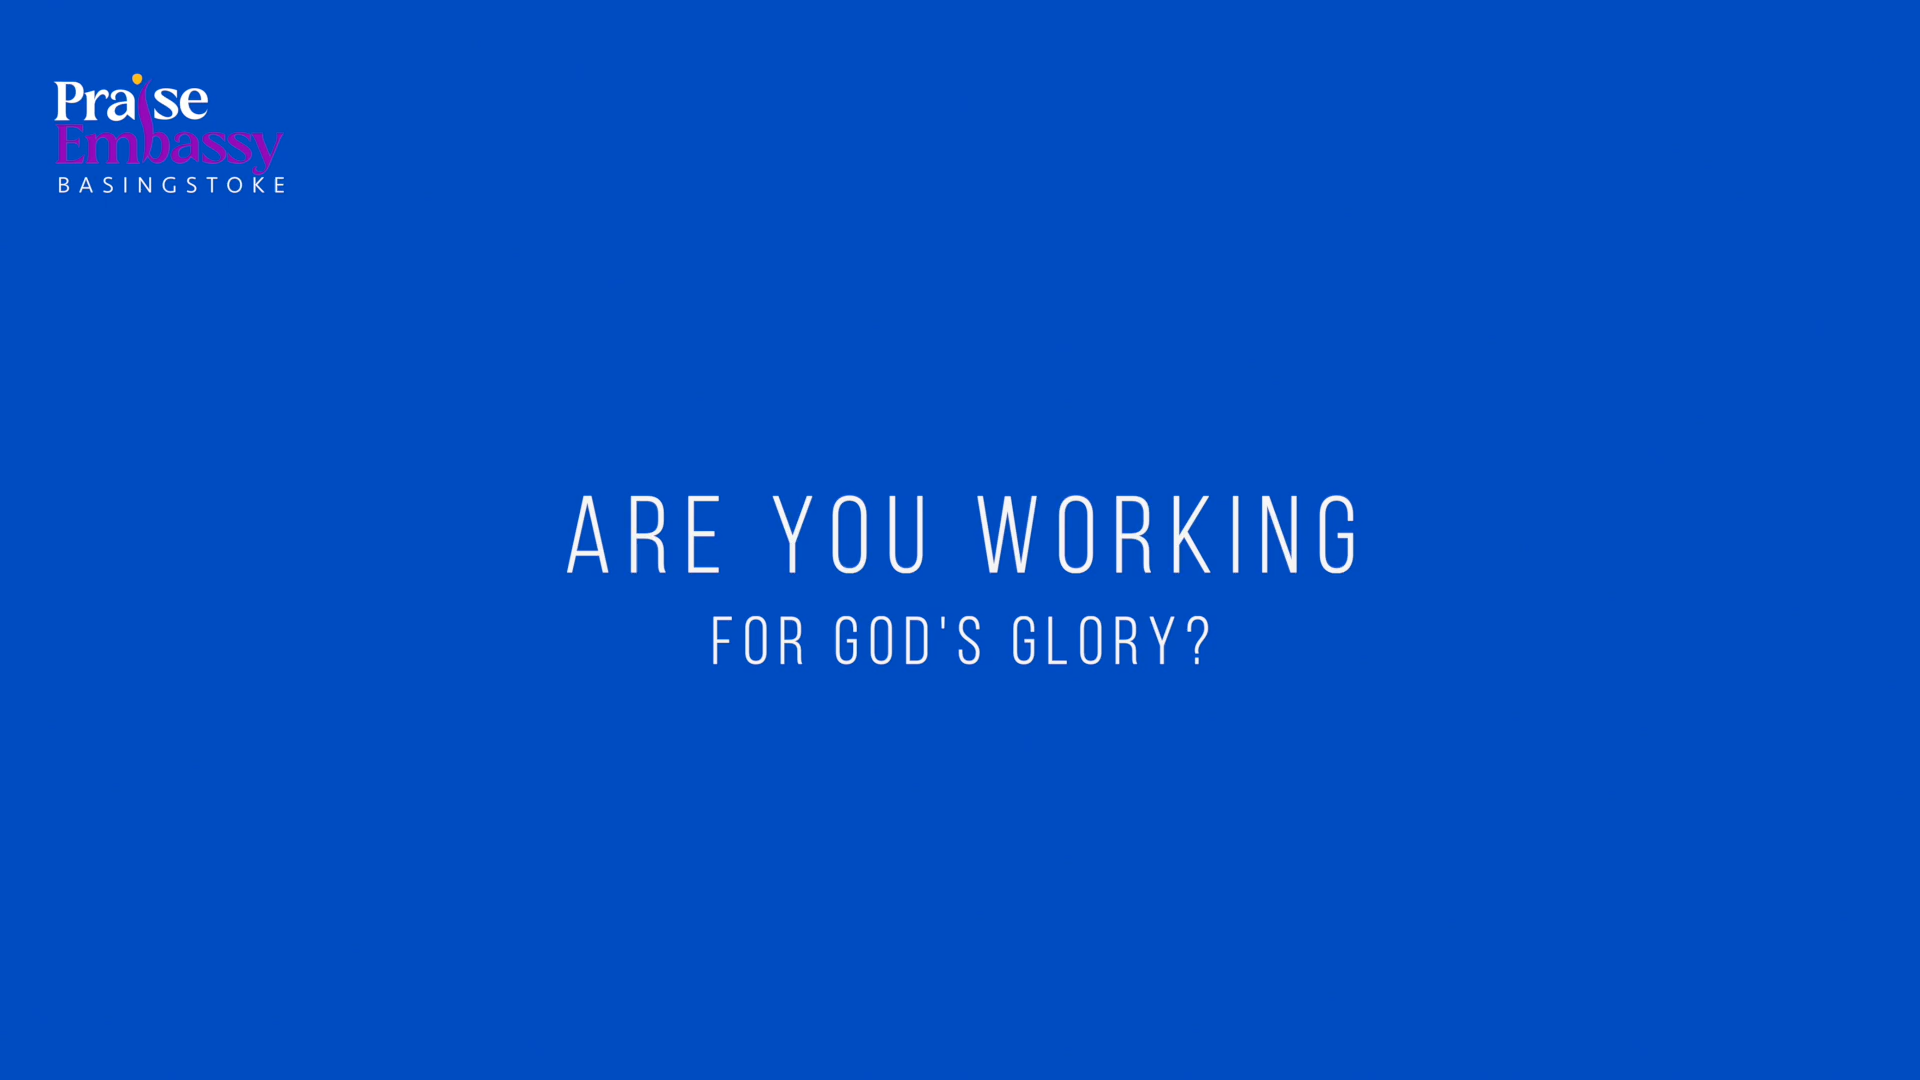 Praise
Embassy
BASINGSTOKE
ARE YOU WORKING
FOR GOD'S GLORY?